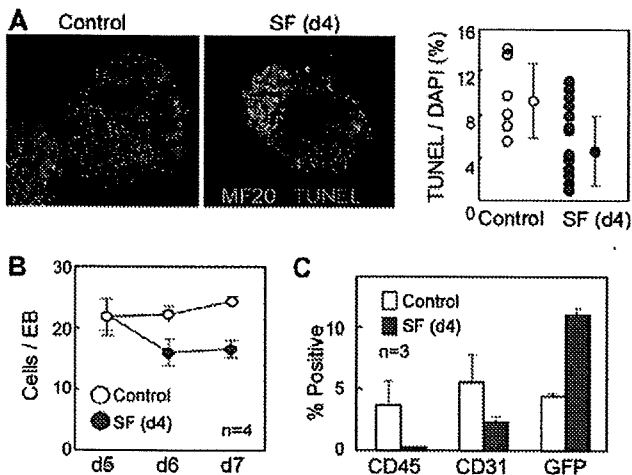 A
Control
SF (d4)
MF20 TUNEL
TUNEL / DAPI (%)
16
12
8
4
0
Control SF (d4)
B
Cells / EB
30
20
10
0
Control
SF (d4)
n=4
d5 d6 d7
C
% Positive
10
5
0
Control
SF (d4)
n=3
CD45 CD31 GFP